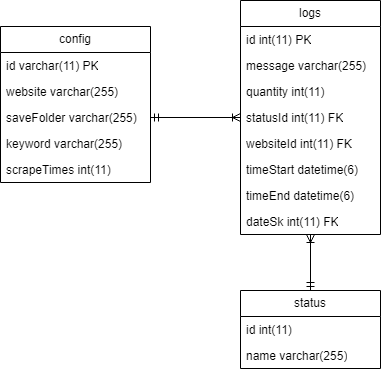 config
id varchar(11) PK
website varchar(255)
saveFolder varchar(255)
keyword varchar(255)
scrapeTimes int(11)
logs
id int(11) PK
message varchar(255)
quantity int(11)
statusId int(11) FK
websiteId int(11) FK
timeStart datetime(6)
timeEnd datetime(6)
dateSk int(11) FK
status
id int(11)
name varchar(255)